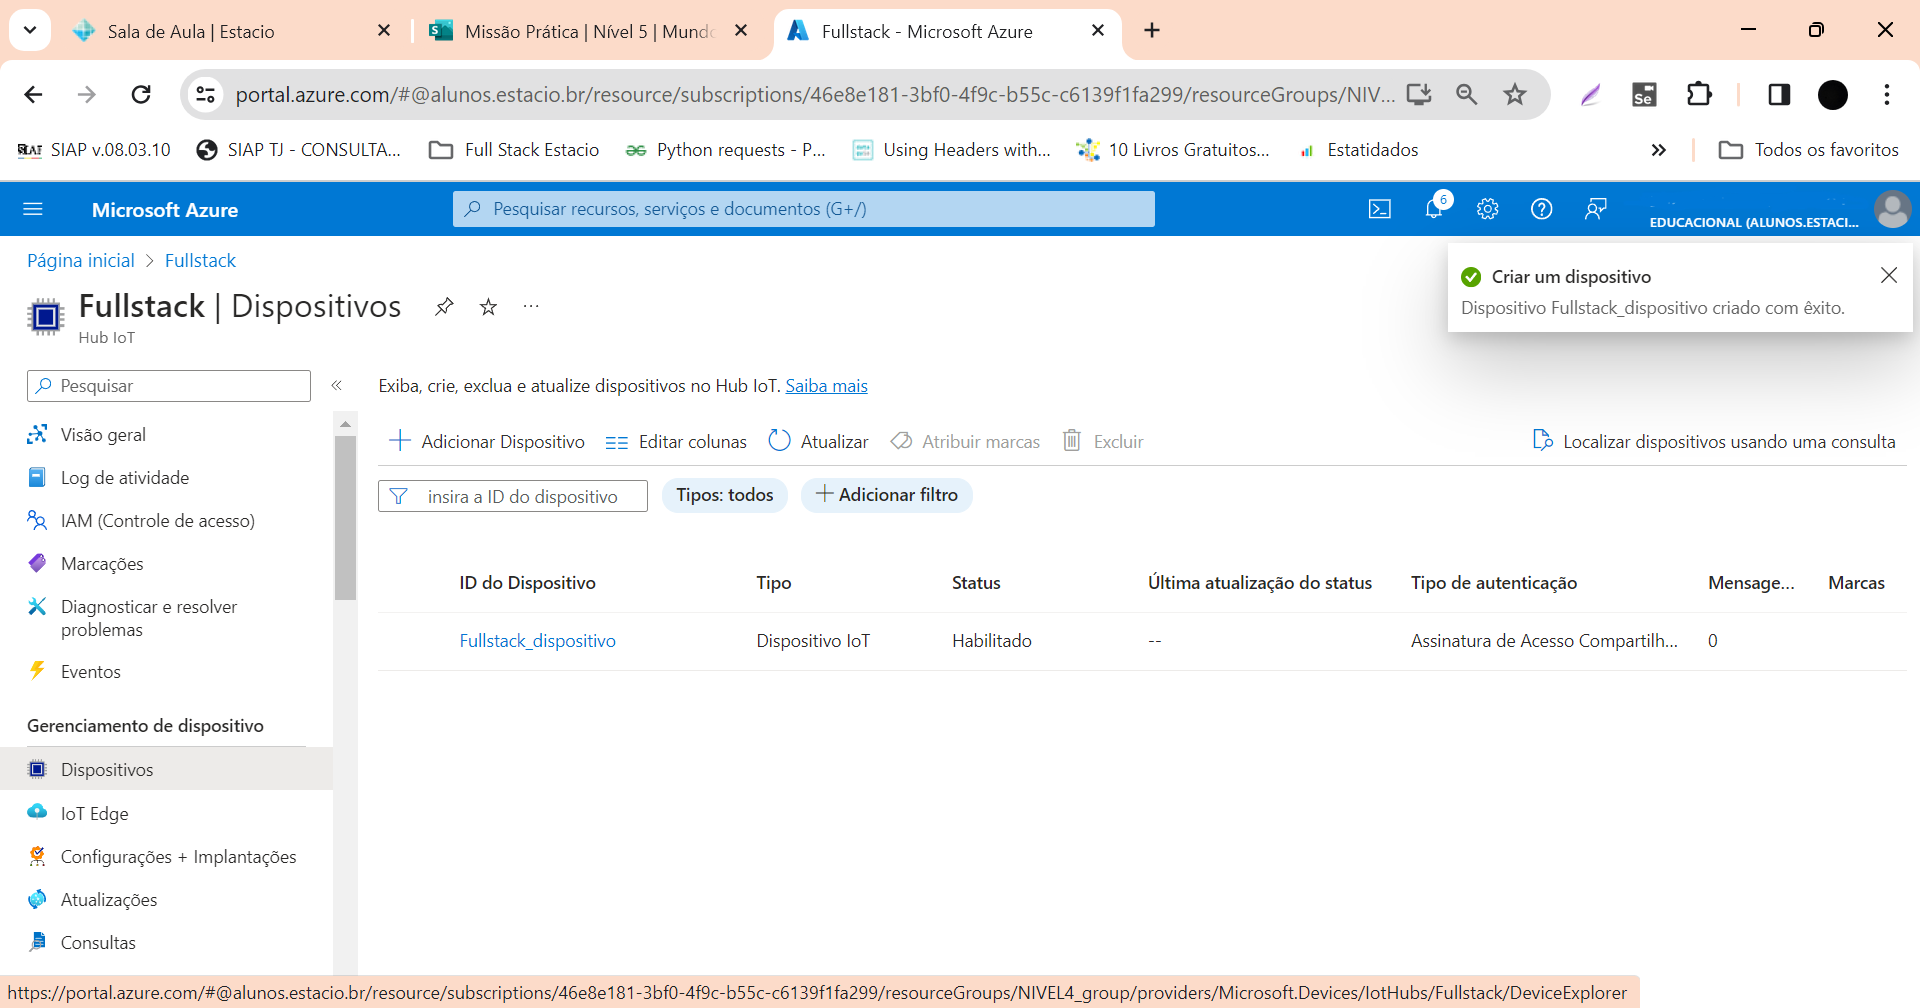 Sala de Aula | Estacio
Missão Prática | Nível 5 | Mundo
Fullstack - Microsoft Azure
portal.azure.com/#@alunos.estacio.br/resource/subscriptions/46e8e181-3bf0-4f9c-b55c-c6139f1fa299/resourceGroups/NIV...
Se
SIAP v.08.03.10
SIAP TJ - CONSULTA...
Full Stack Estacio
Python requests - P...
Using Headers with...
10 Livros Gratuitos...
Estatidados
Todos os favoritos
Microsoft Azure
Pesquisar recursos, serviços e documentos (G+/)
6
EDUCACIONAL (ALUNOS.ESTACI...
Página inicial > Fullstack
Criar um dispositivo
Dispositivo Fullstack_dispositivo criado com êxito.
Fullstack | Dispositivos
Hub IoT
Pesquisar
Exiba, crie, exclua e atualize dispositivos no Hub IoT. Saiba mais
Visão geral
Log de atividade
IAM (Controle de acesso)
Marcações
Diagnosticar e resolver
problemas
Eventos
Gerenciamento de dispositivo
Dispositivos
IoT Edge
Configurações + Implantações
Atualizações
Consultas
Adicionar Dispositivo
Editar colunas
Atualizar
Atribuir marcas
Excluir
Localizar dispositivos usando uma consulta
insira a ID do dispositivo
Tipos: todos
Adicionar filtro
ID do Dispositivo Tipo Status Última atualização do status Tipo de autenticação Mensage... Marcas
Fullstack_dispositivo Dispositivo IoT Habilitado -- Assinatura de Acesso Compartilh... 0
https://portal.azure.com/#@alunos.estacio.br/resource/subscriptions/46e8e181-3bf0-4f9c-b55c-c6139f1fa299/resourceGroups/NIVEL4_group/providers/Microsoft.Devices/IotHubs/Fullstack/DeviceExplorer